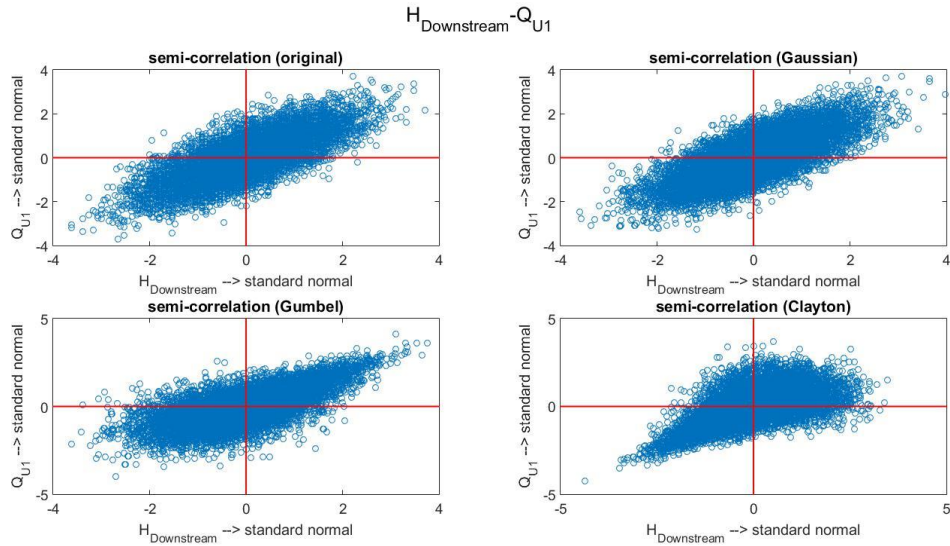 H_Downstream-Q_U1
semi-correlation (original)
4
2
0
-2
-4
-4
-2
0
2
4
Q_U1 --> standard normal
H_Downstream --> standard normal
semi-correlation (Gaussian)
4
2
0
-2
-4
-4
-2
0
2
4
Q_U1 --> standard normal
H_Downstream --> standard normal
semi-correlation (Gumbel)
5
0
-5
-4
-2
0
2
4
Q_U1 --> standard normal
H_Downstream --> standard normal
semi-correlation (Clayton)
5
0
-5
-5
0
5
Q_U1 --> standard normal
H_Downstream --> standard normal